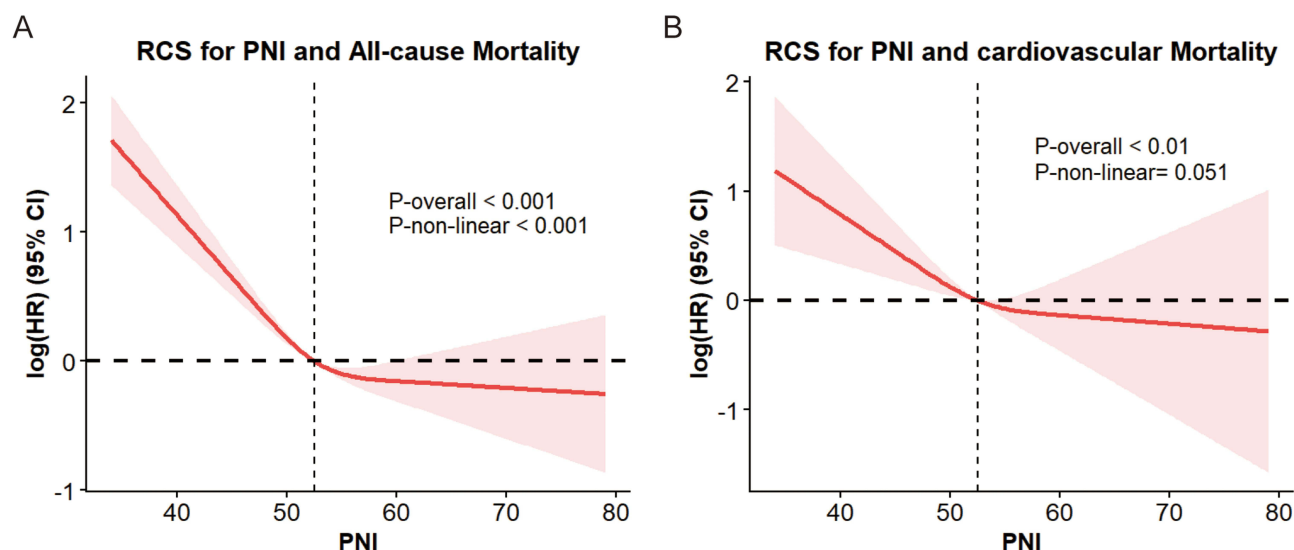 A
RCS for PNI and All-cause Mortality
log(HR) (95% CI)
2
1
0
-1
P-overall < 0.001
P-non-linear < 0.001
40 50 60 70 80
PNI
B
RCS for PNI and cardiovascular Mortality
log(HR) (95% CI)
2
1
0
-1
P-overall < 0.01
P-non-linear= 0.051
40 50 60 70 80
PNI